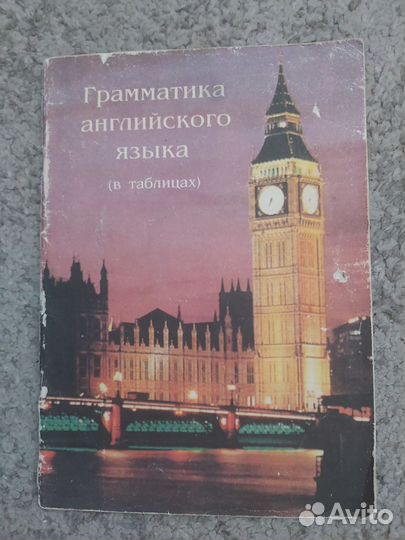 Грамматика
английского
языка
(в таблицах)
Avito